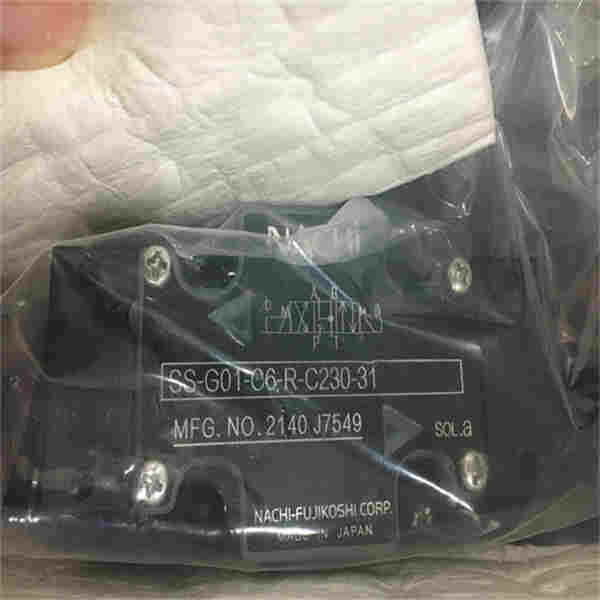 NACHI
A B
SS-G01-C6-R-C230-31
MFG. NO. 2140 J7549
SOL.a
NACHI-FUJIKOSHI CORP.
MADE IN JAPAN